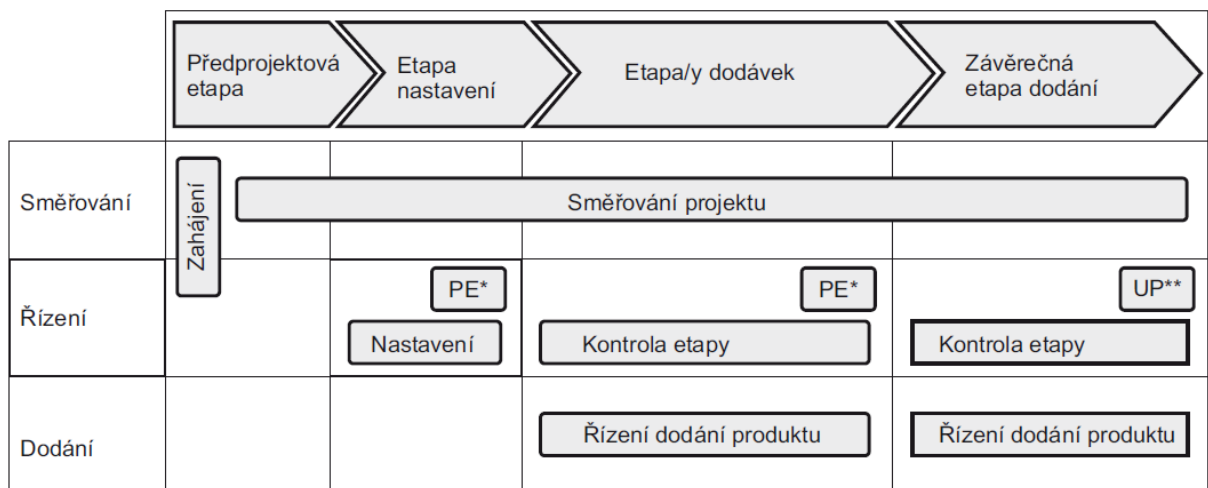 Předprojektová
etapa
Etapa
nastavení
Etapa/y dodávek
Závěrečná
etapa dodání
Směřování
Zahájení
Směřování projektu
Řízení
PE*
PE*
UP**
Nastavení
Kontrola etapy
Kontrola etapy
Dodání
Řízení dodání produktu
Řízení dodání produktu